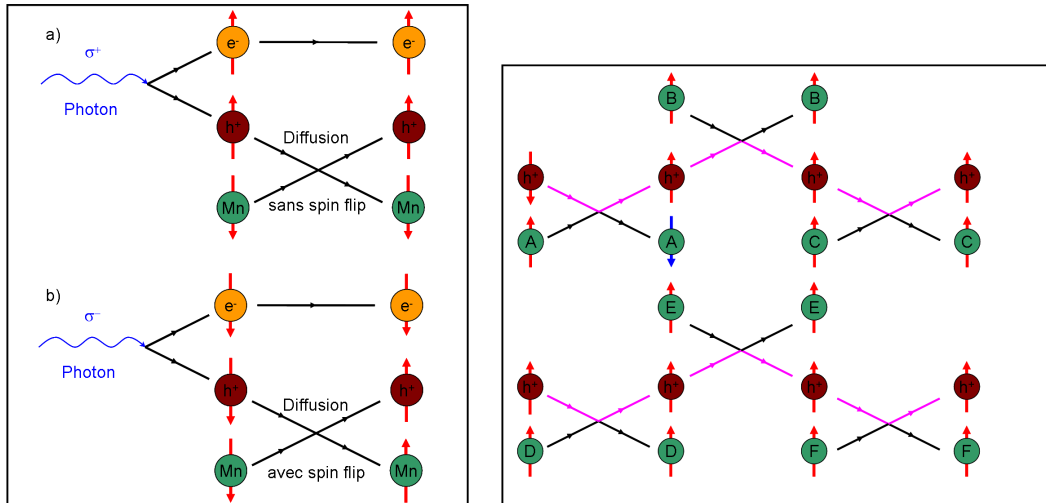 a)
σ+
Photon
e- e-
h+ h+
Diffusion
Mn sans spin flip Mn
b)
σ-
Photon
e- e-
h+ h+
Diffusion
Mn avec spin flip Mn
B B
h+ h+ h+ h+
A A C C
E E
h+ h+ h+ h+
D D F F